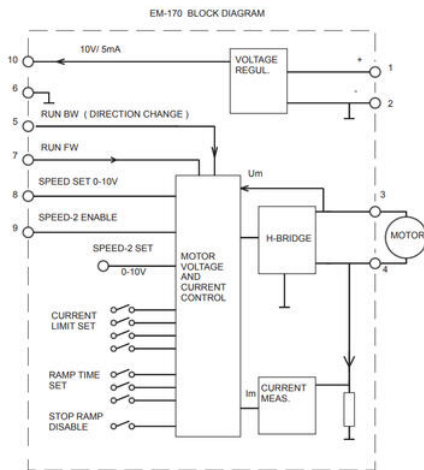 EM-170 BLOCK DIAGRAM
10 10V/ 5mA
VOLTAGE
REGUL.
+ 1
- 2
6
5 RUN BW ( DIRECTION CHANGE )
7 RUN FW
8 SPEED SET 0-10V
9 SPEED-2 ENABLE
SPEED-2 SET
0-10V
MOTOR
VOLTAGE
AND
CURRENT
CONTROL
Um
H-BRIDGE
3
MOTOR
4
CURRENT
LIMIT SET
RAMP TIME
SET
STOP RAMP
DISABLE
Im
CURRENT
MEAS.